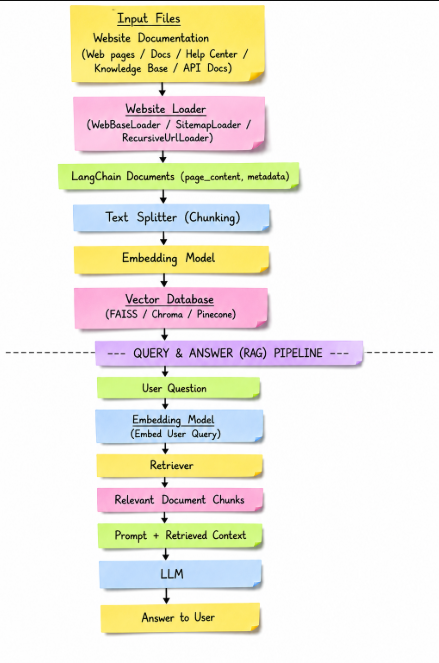 Input Files
Website Documentation
(Web pages / Docs / Help Center /
Knowledge Base / API Docs)
Website Loader
(WebBaseLoader / SitemapLoader /
RecursiveUrlLoader)
LangChain Documents (page_content, metadata)
Text Splitter (Chunking)
Embedding Model
Vector Database
(FAISS / Chroma / Pinecone)
--- QUERY & ANSWER (RAG) PIPELINE ---
User Question
Embedding Model
(Embed User Query)
Retriever
Relevant Document Chunks
Prompt + Retrieved Context
LLM
Answer to User